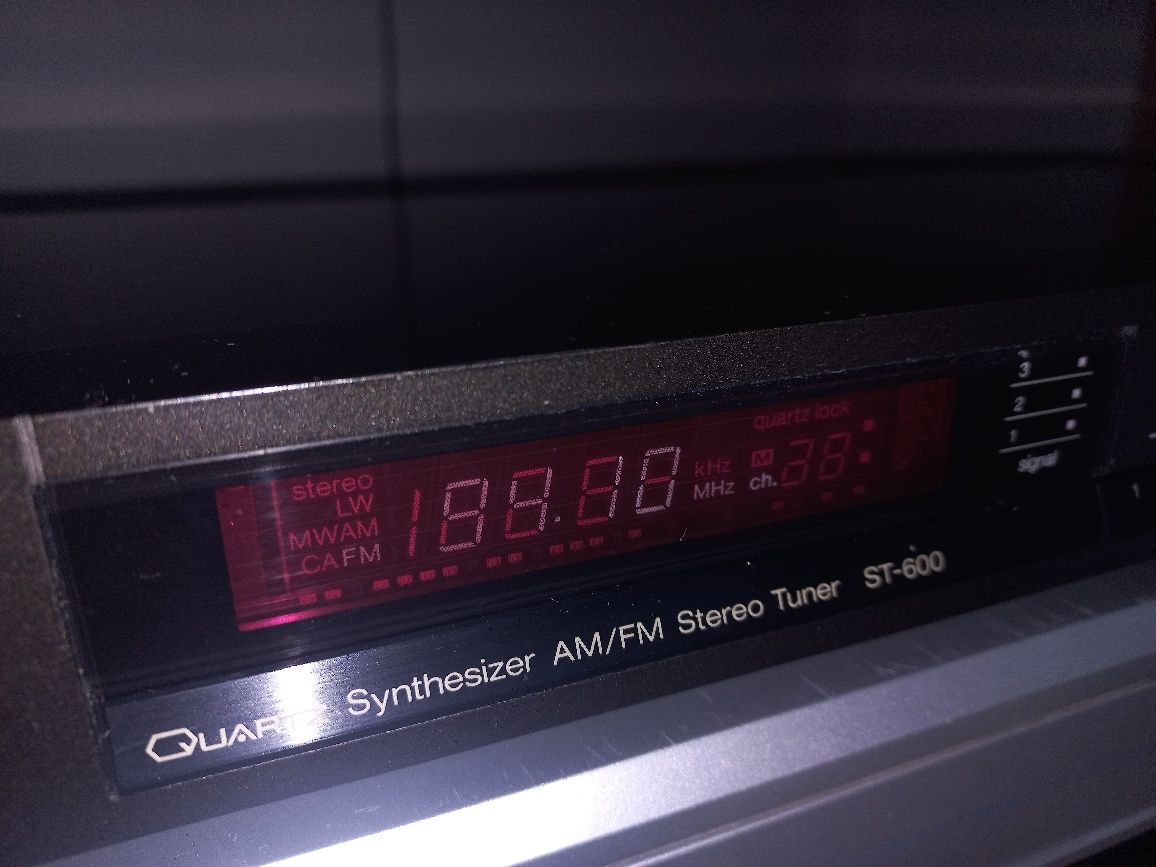 stereo
LW
MWAM
CAFM
kHz
MHz
quartz lock
M
ch.
3
2
1
signal
QUARTZ Synthesizer AM/FM Stereo Tuner ST-600
1